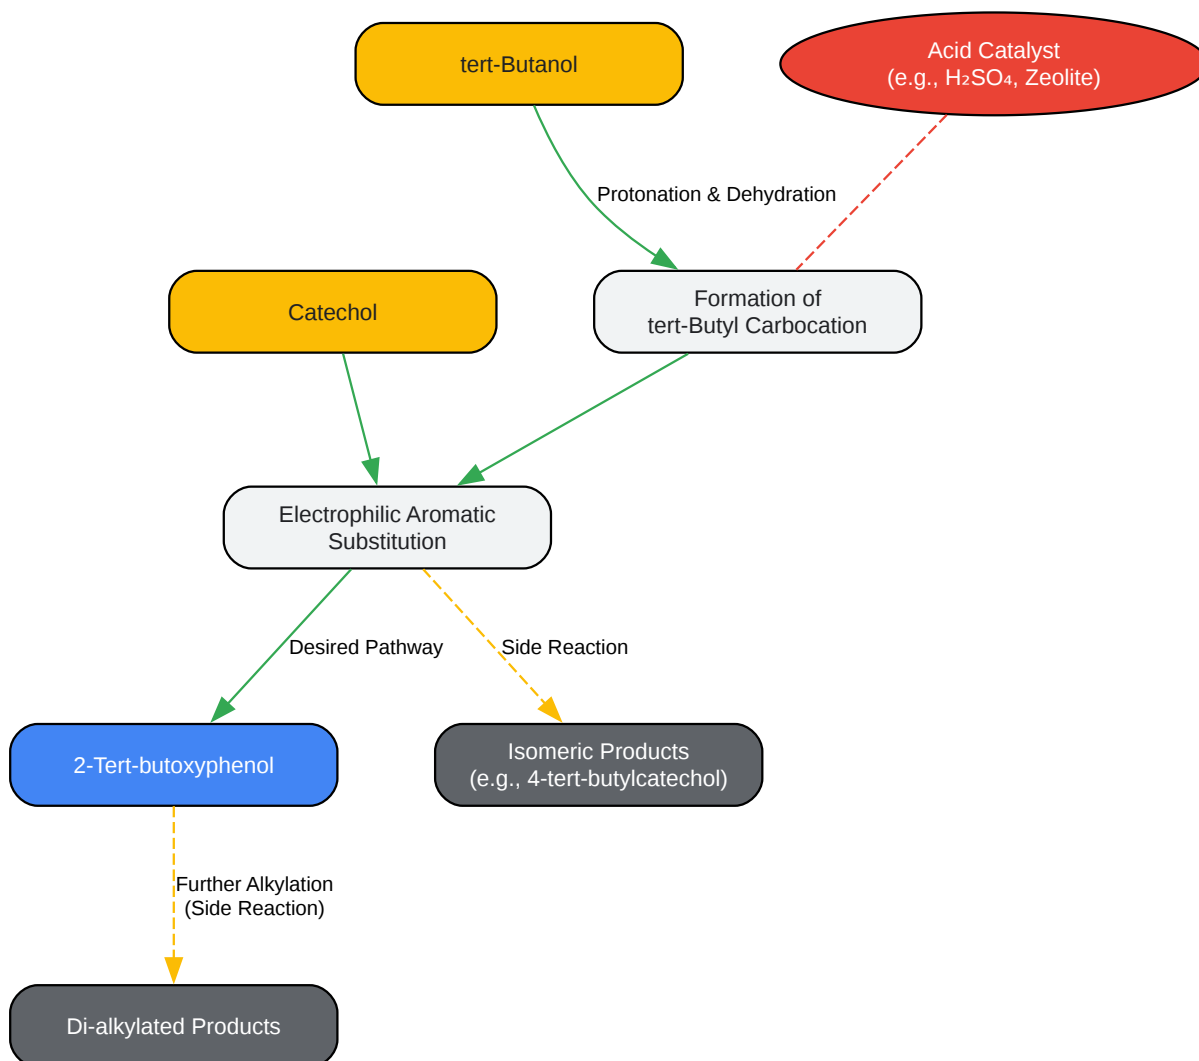 tert-Butanol
Acid Catalyst
(e.g., H₂SO₄, Zeolite)
Protonation & Dehydration
Catechol
Formation of
tert-Butyl Carbocation
Electrophilic Aromatic
Substitution
Desired Pathway
Side Reaction
2-Tert-butoxyphenol
Isomeric Products
(e.g., 4-tert-butylcatechol)
Further Alkylation
(Side Reaction)
Di-alkylated Products